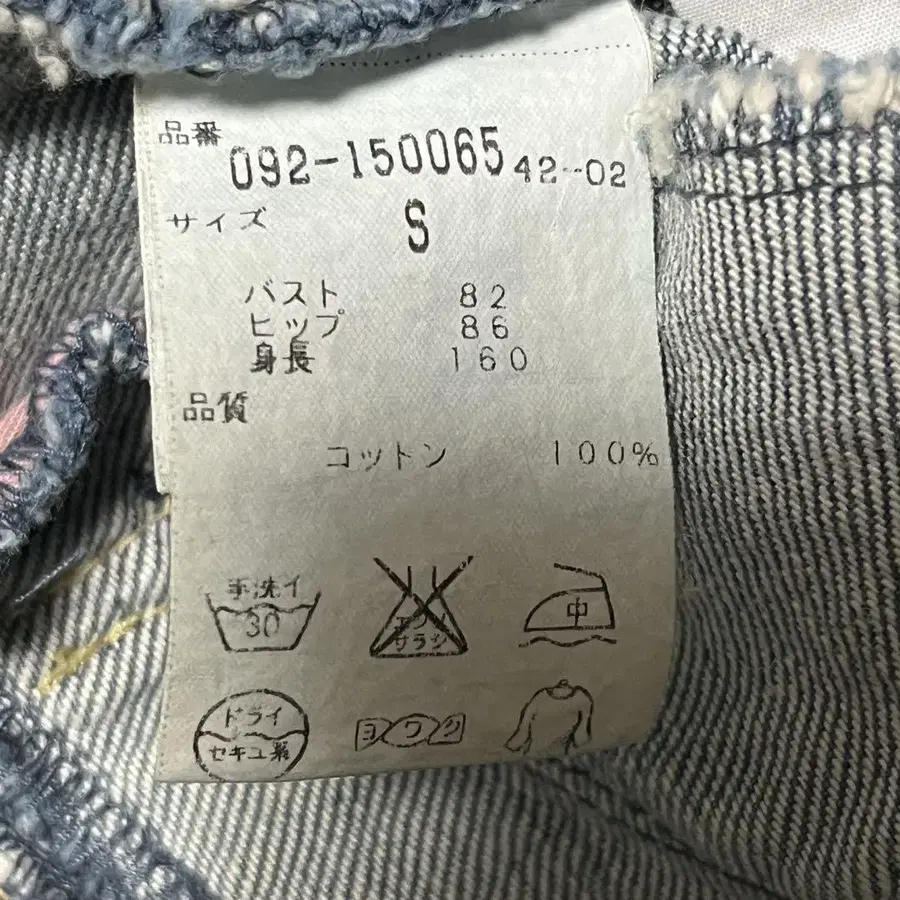 品番
092-150065 42-02
サイズ S
バスト 82
ヒップ 86
身長 160
品質
コットン 100%
手洗イ
30
エンソ
サラシ
中
ドライ
セキユ系
ヨワク